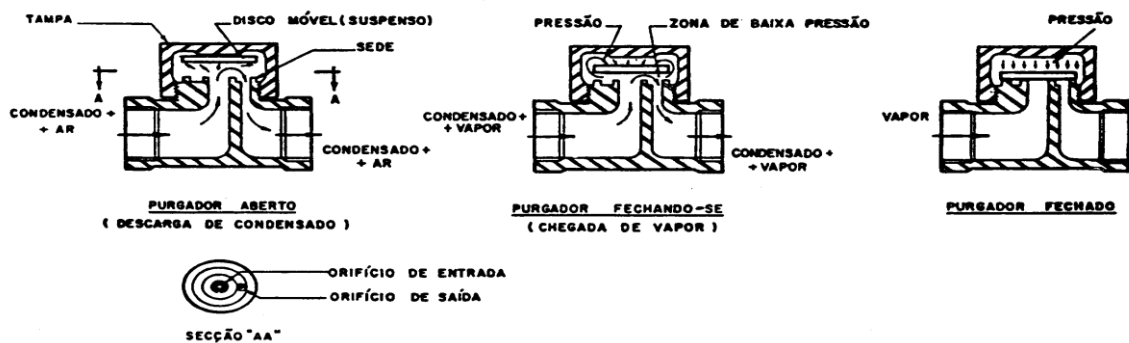 TAMPA
DISCO MÓVEL (SUSPENSO)
SEDE
A
A
CONDENSADO +
+ AR
CONDENSADO +
+ AR
PURGADOR ABERTO
( DESCARGA DE CONDENSADO )
PRESSÃO
ZONA DE BAIXA PRESSÃO
CONDENSADO +
+ VAPOR
CONDENSADO +
+ VAPOR
PURGADOR FECHANDO-SE
( CHEGADA DE VAPOR )
PRESSÃO
VAPOR
PURGADOR FECHADO
ORIFÍCIO DE ENTRADA
ORIFÍCIO DE SAÍDA
SECÇÃO "AA"